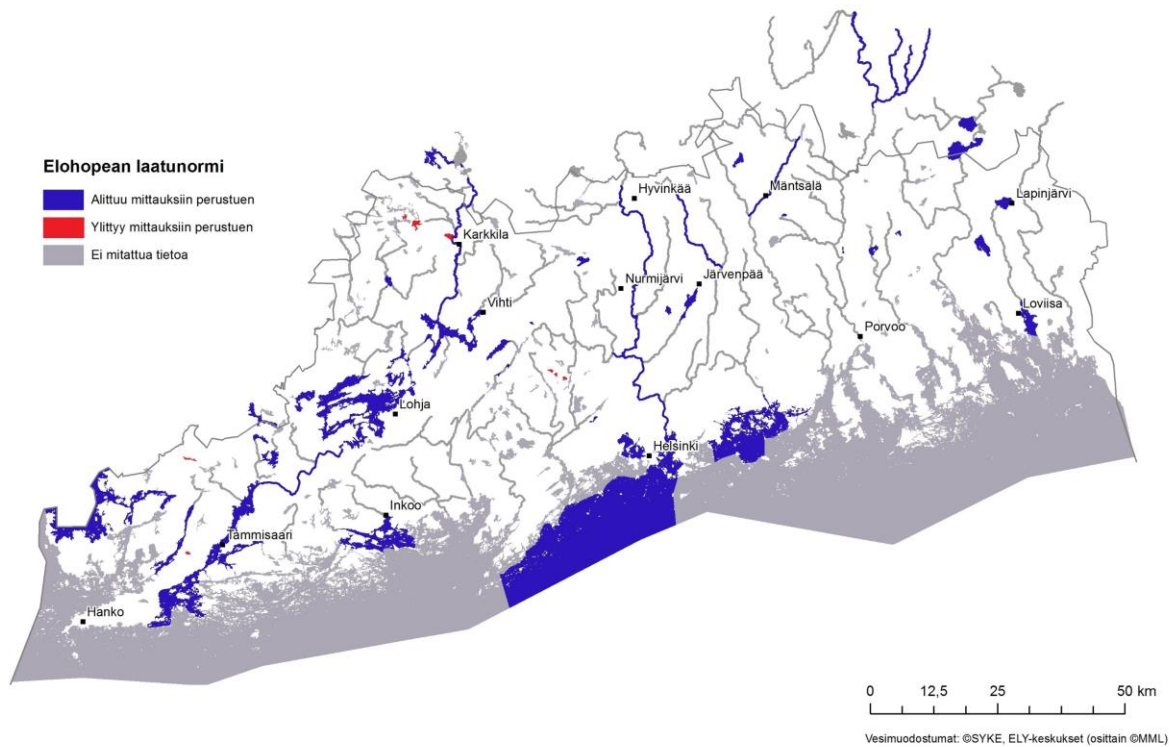 Elohopean laatunormi
Alittuu mittauksiin perustuen
Ylittyy mittauksiin perustuen
Ei mitattua tietoa
Hyvinkää
Mäntsälä
Lapinjärvi
Karkkila
Nurmijärvi
Järvenpää
Vihti
Loviisa
Porvoo
Lohja
Helsinki
Inkoo
Tammisaari
Hanko
0 12,5 25 50 km
Vesimuodostumat: ©SYKE, ELY-keskukset (osittain ©MML)